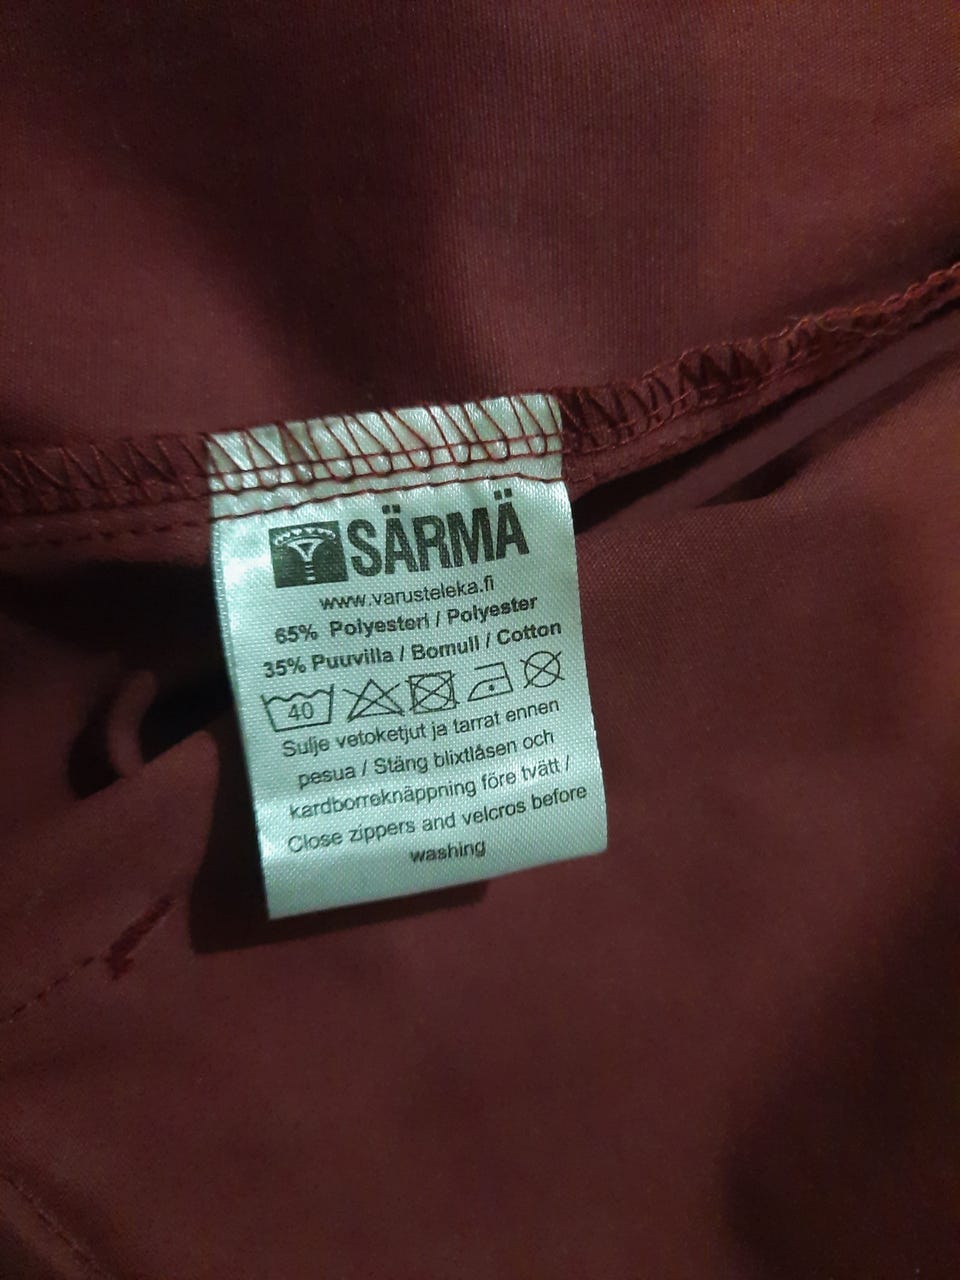 SÄRMÄ
www.varusteleka.fi
65% Polyesteri / Polyester
35% Puuvilla / Bomull / Cotton
40
Sulje vetoketjut ja tarrat ennen
pesua / Stäng blixtlåsen och
kardborreknäppning före tvätt /
Close zippers and velcros before
washing